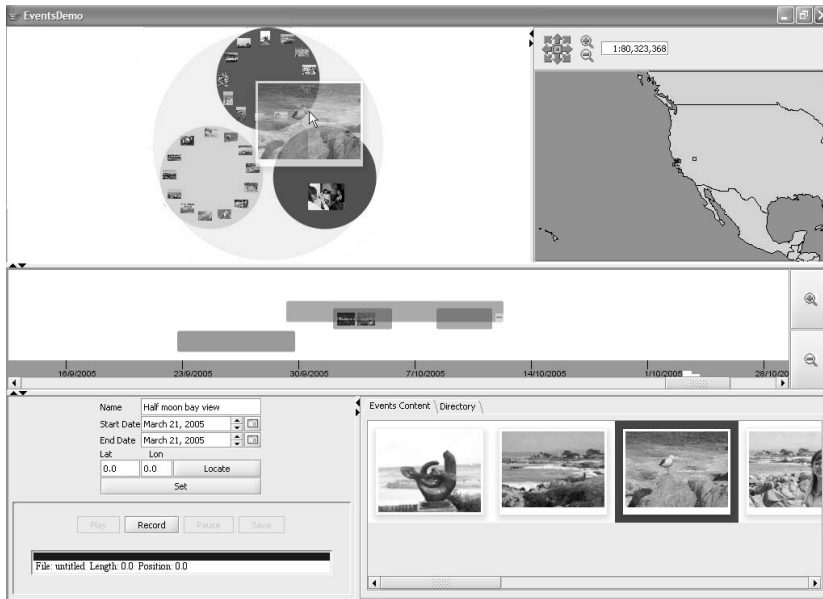 EventsDemo
1:80,323,368
16/9/2005 23/9/2005 30/9/2005 7/10/2005 14/10/2005 1/10/2005 28/10/20
Name Half moon bay view
Start Date March 21, 2005
End Date March 21, 2005
Lat Lon
0.0 0.0 Locate
Set
Play Record Pause Save
File: untitled Length: 0.0 Position: 0.0
Events Content Directory